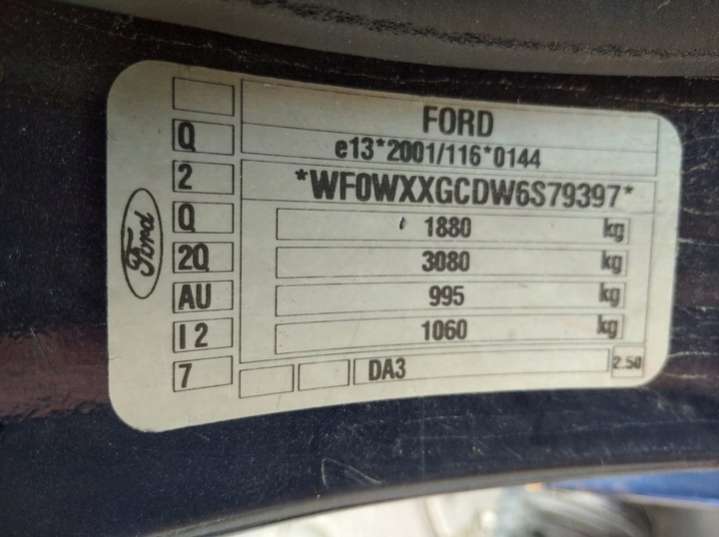 FORD
e13*2001/116*0144
*WF0WXXGCDW6S79397*
1880 kg
3080 kg
995 kg
1060 kg
DA3 2.50
Q
2
Q
2Q
AU
I2
7
Ford